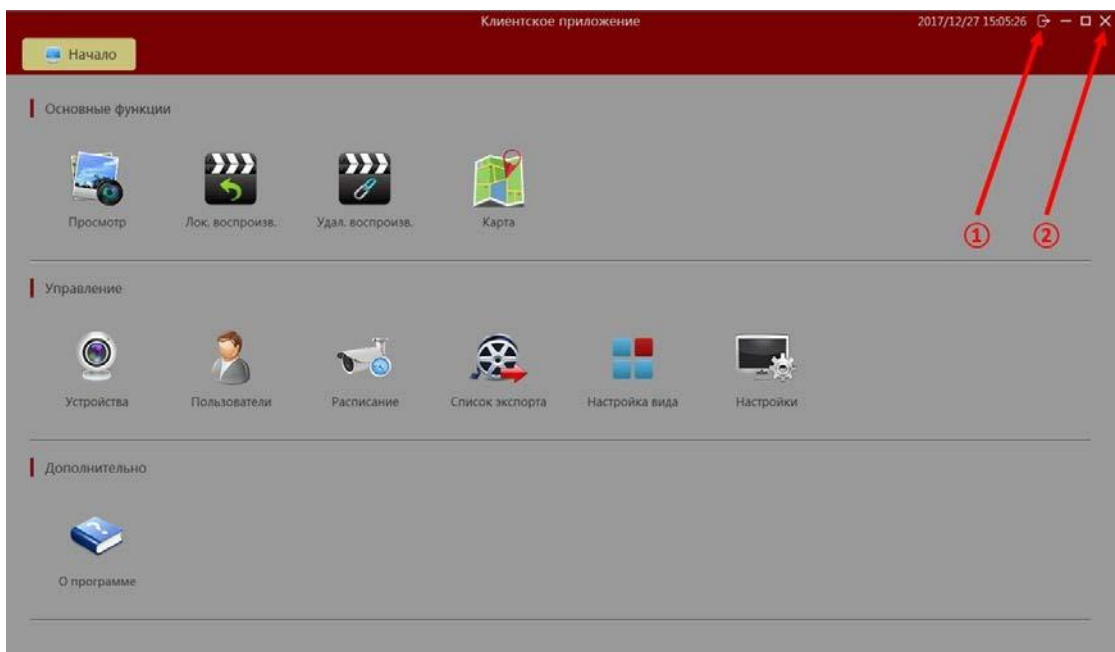 Клиентское приложение
2017/12/27 15:05:26
Начало
Основные функции
Просмотр
Лок. воспроизв.
Удал. воспроизв.
Карта
①
②
Управление
Устройства
Пользователи
Расписание
Список экспорта
Настройка вида
Настройки
Дополнительно
О программе